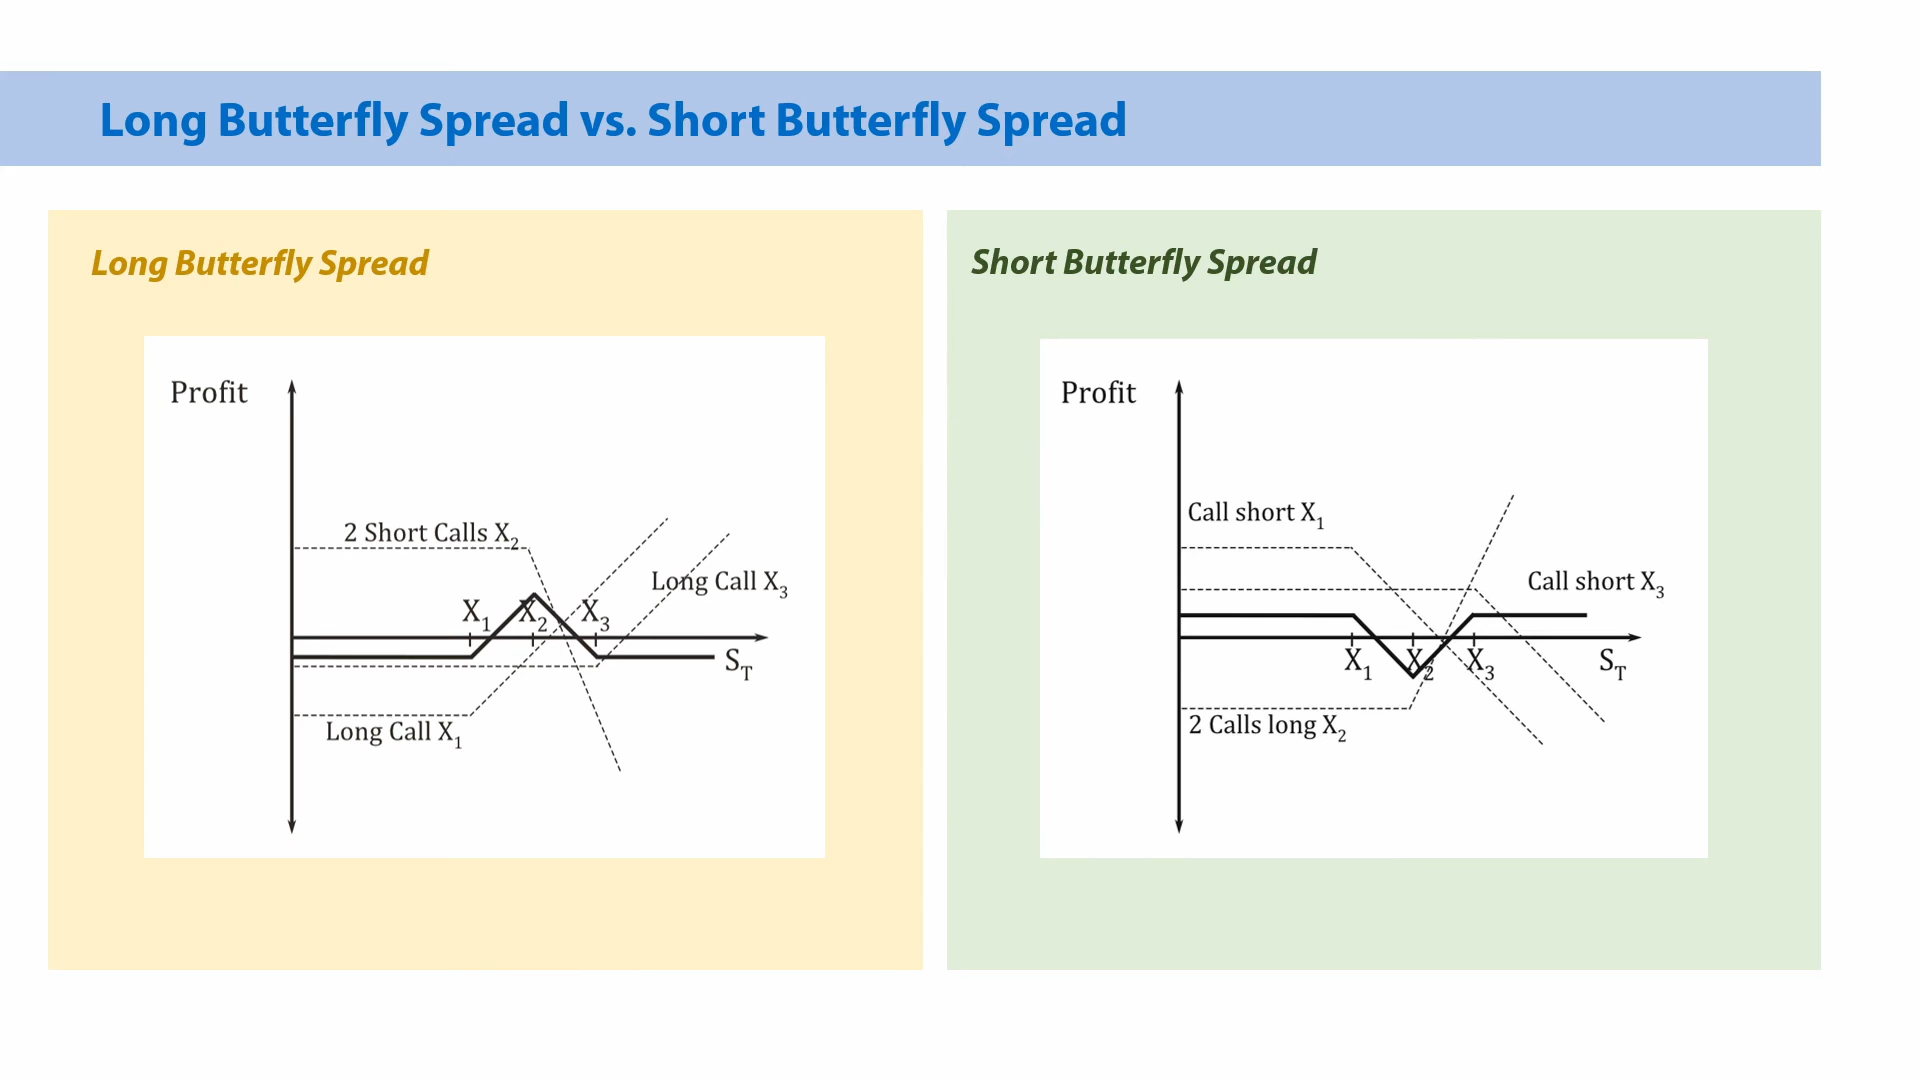 Long Butterfly Spread vs. Short Butterfly Spread
Long Butterfly Spread
Profit
2 Short Calls X2
Long Call X3
X1 X2 X3
ST
Long Call X1
Short Butterfly Spread
Profit
Call short X1
Call short X3
X1 X2 X3
ST
2 Calls long X2